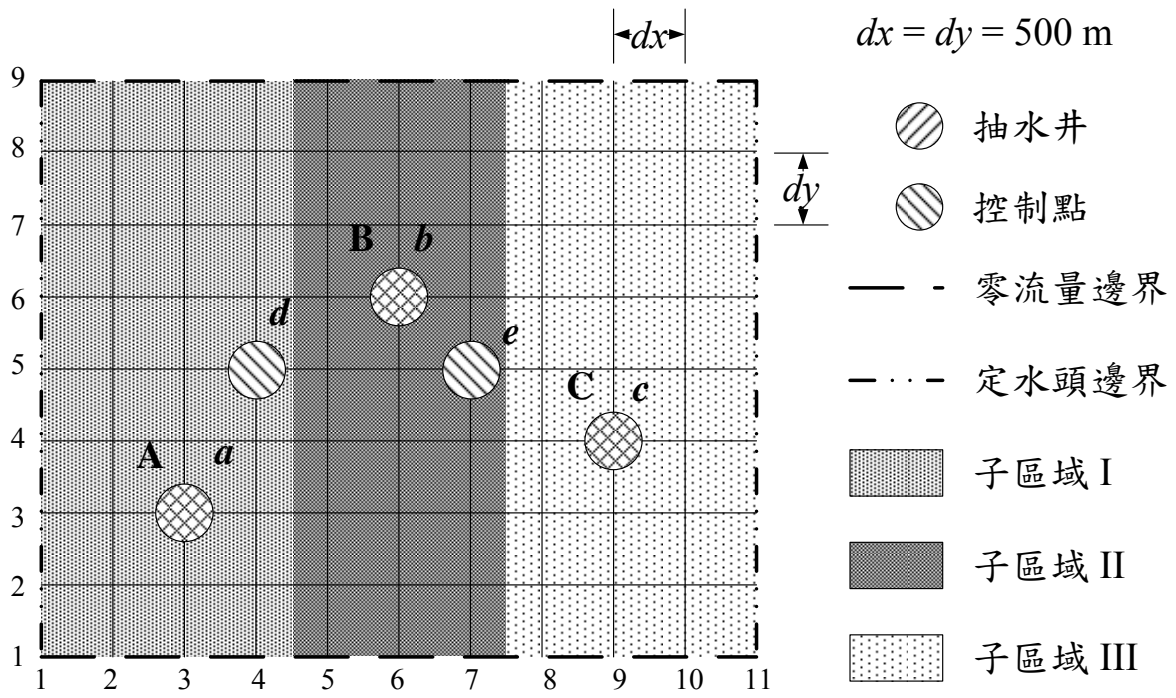 dx
dx = dy = 500 m
9
抽水井
8
dy
控制點
7
B b
零流量邊界
6
d
e
定水頭邊界
5
C c
4
A a
子區域 I
3
子區域 II
2
子區域 III
1
1 2 3 4 5 6 7 8 9 10 11